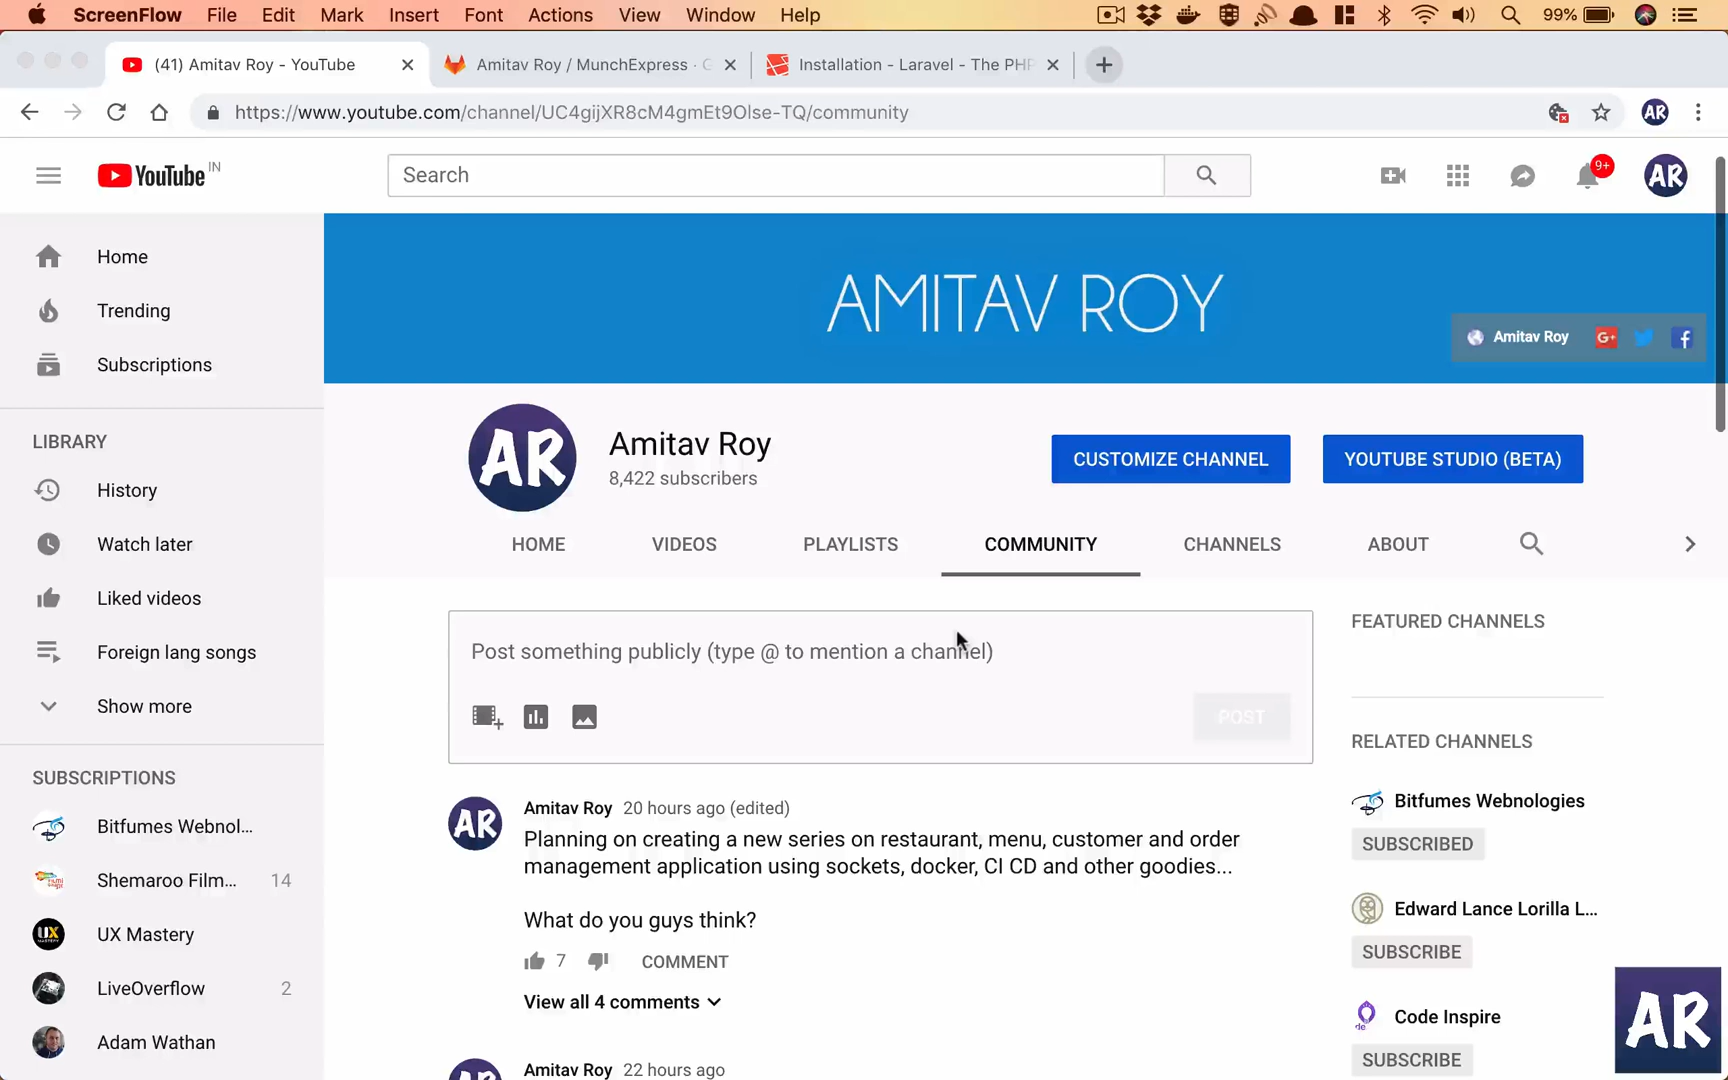 ScreenFlow File Edit Mark Insert Font Actions View Window Help 99%
(41) Amitav Roy - YouTube
Amitav Roy / MunchExpress ·
Installation - Laravel - The PHP
https://www.youtube.com/channel/UC4gijXR8cM4gmEt9Olse-TQ/community
AR
YouTube IN
Search
9+
AR
Home
Trending
Subscriptions
LIBRARY
History
Watch later
Liked videos
Foreign lang songs
Show more
SUBSCRIPTIONS
Bitfumes Webnol...
Shemaroo Film... 14
UX Mastery
LiveOverflow 2
Adam Wathan
AMITAV ROY
Amitav Roy
G+
AR
Amitav Roy
8,422 subscribers
CUSTOMIZE CHANNEL
YOUTUBE STUDIO (BETA)
HOME VIDEOS PLAYLISTS COMMUNITY CHANNELS ABOUT
Post something publicly (type @ to mention a channel)
POST
AR
Amitav Roy 20 hours ago (edited)
Planning on creating a new series on restaurant, menu, customer and order
management application using sockets, docker, CI CD and other goodies...
What do you guys think?
7 COMMENT
View all 4 comments
Amitav Roy 22 hours ago
FEATURED CHANNELS
RELATED CHANNELS
Bitfumes Webnologies
SUBSCRIBED
Edward Lance Lorilla L...
SUBSCRIBE
Code Inspire
SUBSCRIBE
AR